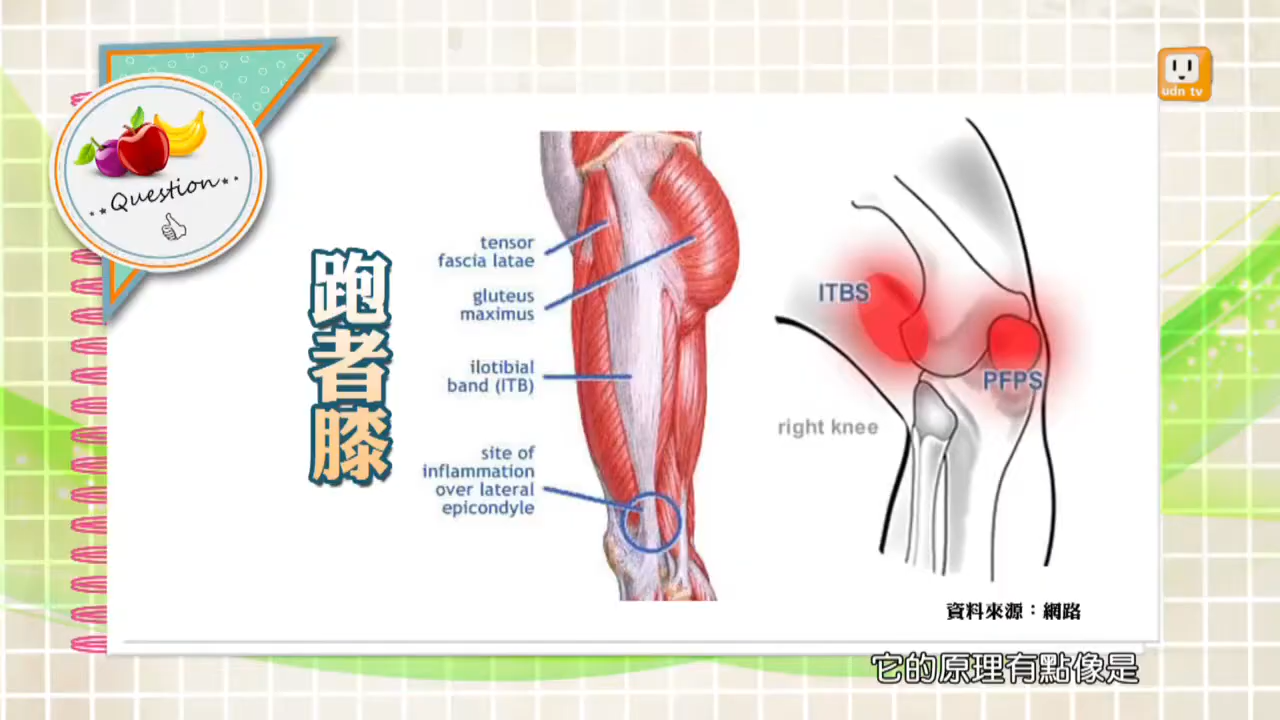 udn tv
Question
跑者膝
tensor
fascia latae
gluteus
maximus
ilotibial
band (ITB)
site of
inflammation
over lateral
epicondyle
ITBS
PFPS
right knee
資料來源：網路
它的原理有點像是